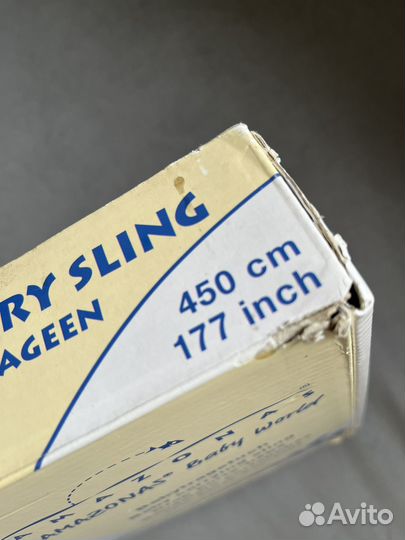 RY SLING
AGEEN
450 cm
177 inch
AMAZONAS
AMAZONAS® Baby World
Avito